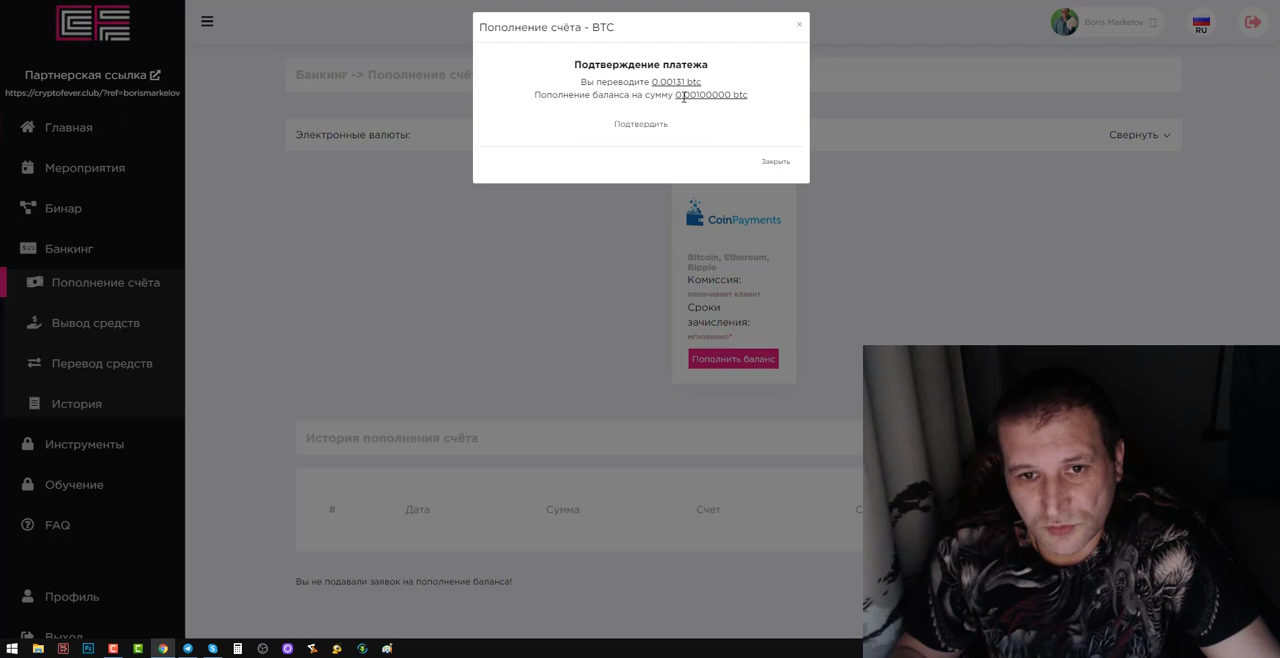 Пополнение счёта - BTC
×
Подтверждение платежа
Вы переводите 0.00131 btc
Пополнение баланса на сумму 0.00100000 btc
Подтвердить
Закрыть
Boris Markelov
RU
Партнерская ссылка
https://cryptofever.club/?ref=borismarkelov
Главная
Мероприятия
Бинар
Банкинг
Пополнение счёта
Вывод средств
Перевод средств
История
Инструменты
Обучение
FAQ
Профиль
Выход
Банкинг -> Пополнение счё
Электронные валюты:
Свернуть
CoinPayments
Bitcoin, Ethereum,
Ripple
Комиссия:
оплачивает клиент
Сроки
зачисления:
мгновенно*
Пополнить баланс
История пополнения счёта
# Дата Сумма Счет С
Вы не подавали заявок на пополнение баланса!